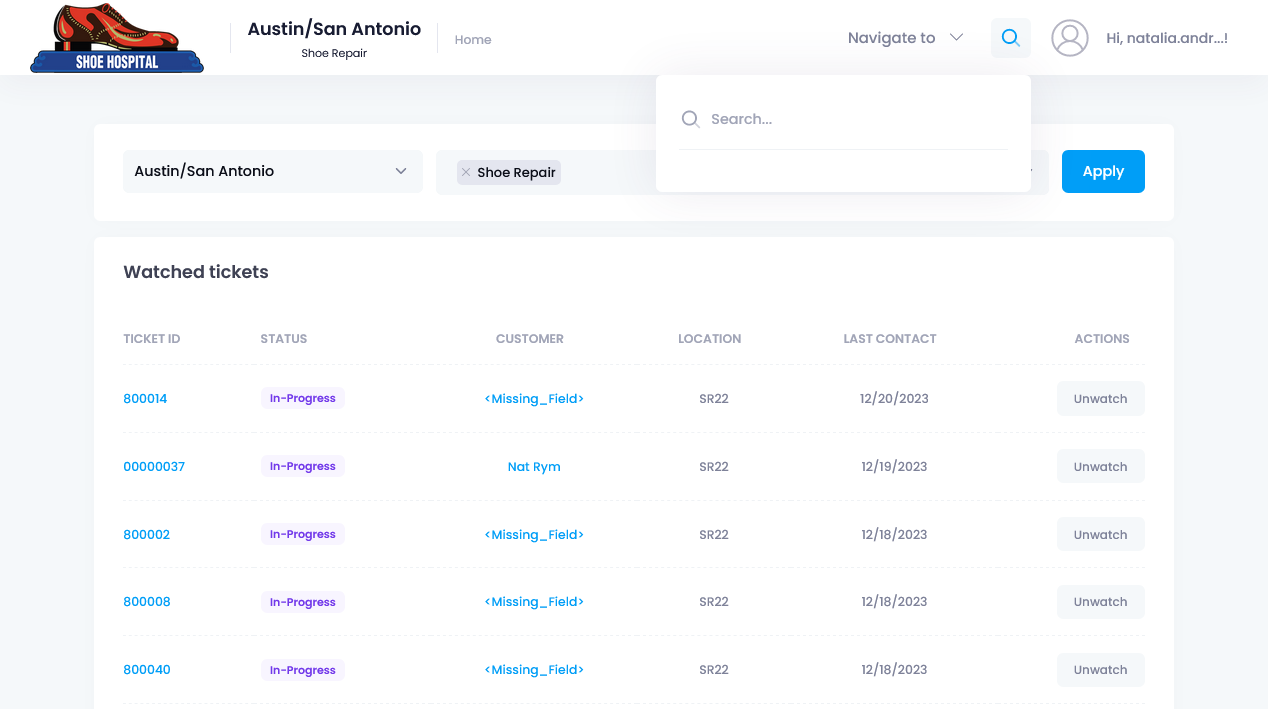 SHOE HOSPITAL
Austin/San Antonio
Shoe Repair
Home
Navigate to
Hi, natalia.andr...!
Search...
Austin/San Antonio
Shoe Repair
Apply
Watched tickets
TICKET ID STATUS CUSTOMER LOCATION LAST CONTACT ACTIONS
800014 In-Progress <Missing_Field> SR22 12/20/2023 Unwatch
00000037 In-Progress Nat Rym SR22 12/19/2023 Unwatch
800002 In-Progress <Missing_Field> SR22 12/18/2023 Unwatch
800008 In-Progress <Missing_Field> SR22 12/18/2023 Unwatch
800040 In-Progress <Missing_Field> SR22 12/18/2023 Unwatch